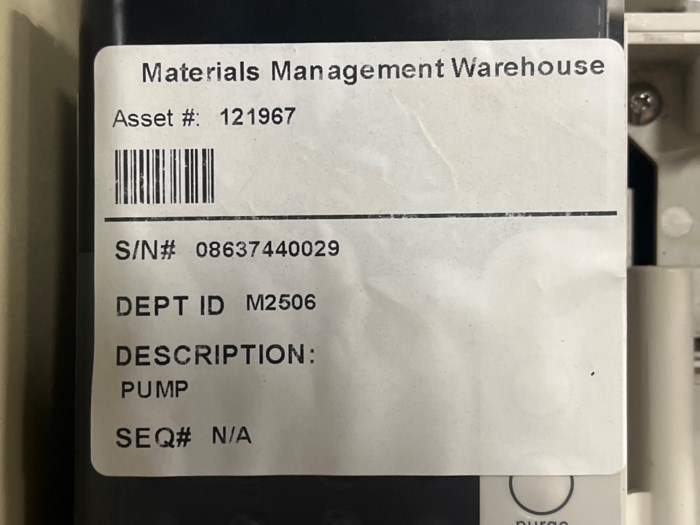 Materials Management Warehouse
Asset #: 121967
S/N# 08637440029
DEPT ID M2506
DESCRIPTION:
PUMP
SEQ# N/A
purge